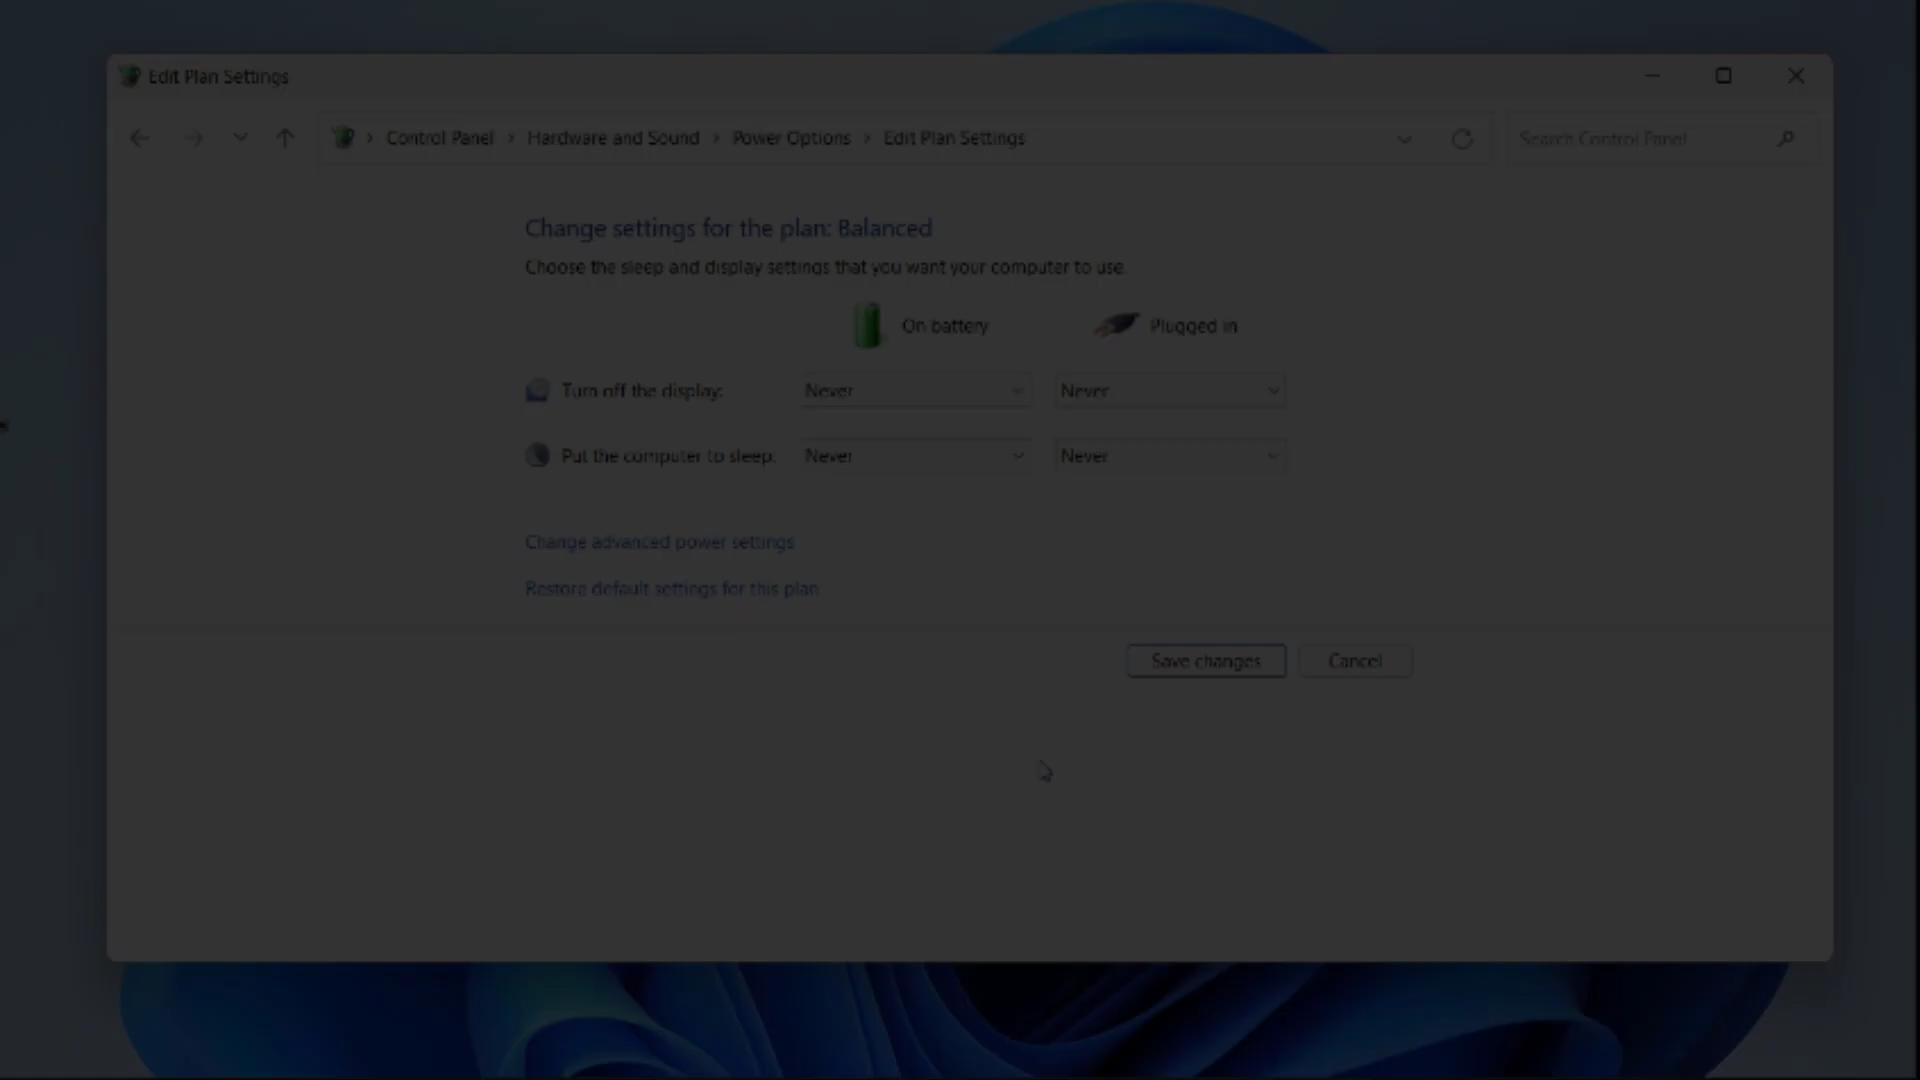 Edit Plan Settings
Control Panel > Hardware and Sound > Power Options > Edit Plan Settings
Search Control Panel
Change settings for the plan: Balanced
Choose the sleep and display settings that you want your computer to use.
On battery Plugged in
Turn off the display: Never Never
Put the computer to sleep: Never Never
Change advanced power settings
Restore default settings for this plan
Save changes Cancel